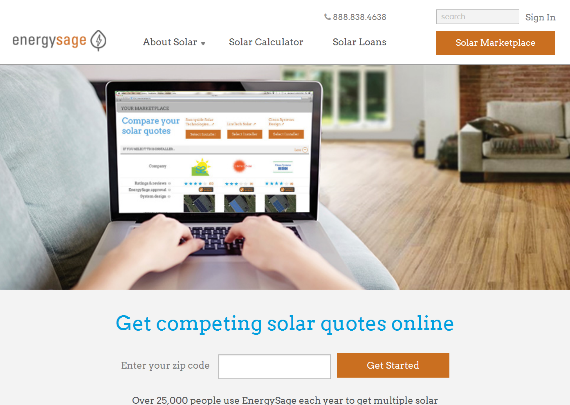 888.838.4638
search
Sign In
energysage
About Solar
Solar Calculator
Solar Loans
Solar Marketplace
YOUR MARKETPLACE
Compare your
solar quotes
Company
Ratings & reviews
EnergySage approval
System design
Get competing solar quotes online
Enter your zip code
Get Started
Over 25,000 people use EnergySage each year to get multiple solar